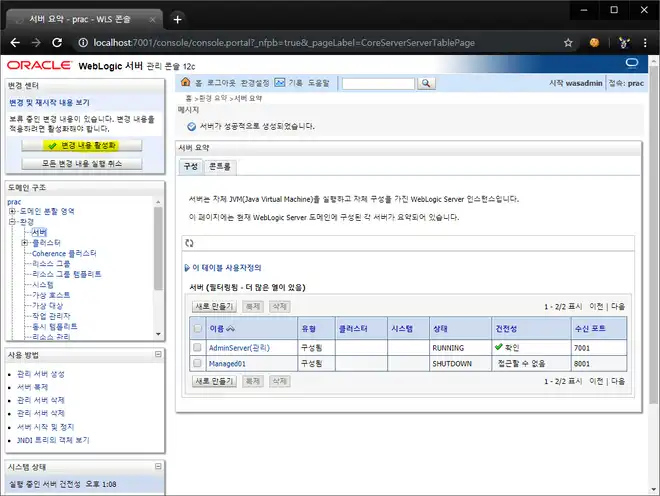 서버 요약 - prac - WLS 콘솔
localhost:7001/console/console.portal?_nfpb=true&_pageLabel=CoreServerServerTablePage
ORACLE WebLogic 서버 관리 콘솔 12c
변경 센터
변경 및 재시작 내용 보기
보류 중인 변경 내용이 있습니다. 변경 내용을
적용하려면 활성화해야 합니다.
변경 내용 활성화
모든 변경 내용 실행 취소
도메인 구조
prac
도메인 분할 영역
환경
서버
클러스터
Coherence 클러스터
리소스 그룹
리소스 그룹 템플리트
시스템
가상 호스트
가상 대상
작업 관리자
동시 템플리트
리소스 관리
사용 방법
관리 서버 생성
서버 복제
관리 서버 삭제
관리 서버 삭제
서버 시작 및 정지
JNDI 트리의 객체 보기
시스템 상태
실행 중인 서버 건전성 오후 1:08
홈 로그아웃 환경설정 기록 도움말
시작 wasadmin 접속: prac
홈 >환경 요약 >서버 요약
메시지
서버가 성공적으로 생성되었습니다.
서버 요약
구성 콘트롤
서버는 자체 JVM(Java Virtual Machine)을 실행하고 자체 구성을 가진 WebLogic Server 인스턴스입니다.
이 페이지에는 현재 WebLogic Server 도메인에 구성된 각 서버가 요약되어 있습니다.
이 테이블 사용자정의
서버 (필터링됨 - 더 많은 열이 있음)
새로 만들기 복제 삭제 1 - 2/2 표시 이전 | 다음
이름 유형 클러스터 시스템 상태 건전성 수신 포트
AdminServer(관리) 구성됨 RUNNING 확인 7001
Managed01 구성됨 SHUTDOWN 접근할 수 없음 8001
새로 만들기 복제 삭제 1 - 2/2 표시 이전 | 다음